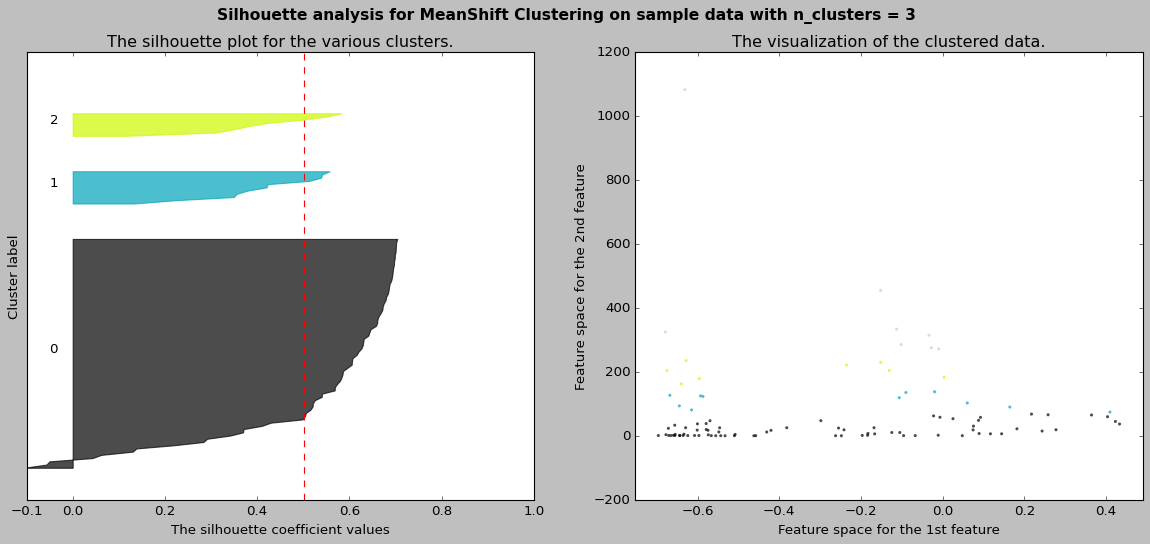 Silhouette analysis for MeanShift Clustering on sample data with n_clusters = 3
The silhouette plot for the various clusters.
Cluster label
2
1
0
−0.1 0.0 0.2 0.4 0.6 0.8 1.0
The silhouette coefficient values
The visualization of the clustered data.
Feature space for the 2nd feature
1200
1000
800
600
400
200
0
−200
−0.6 −0.4 −0.2 0.0 0.2 0.4
Feature space for the 1st feature